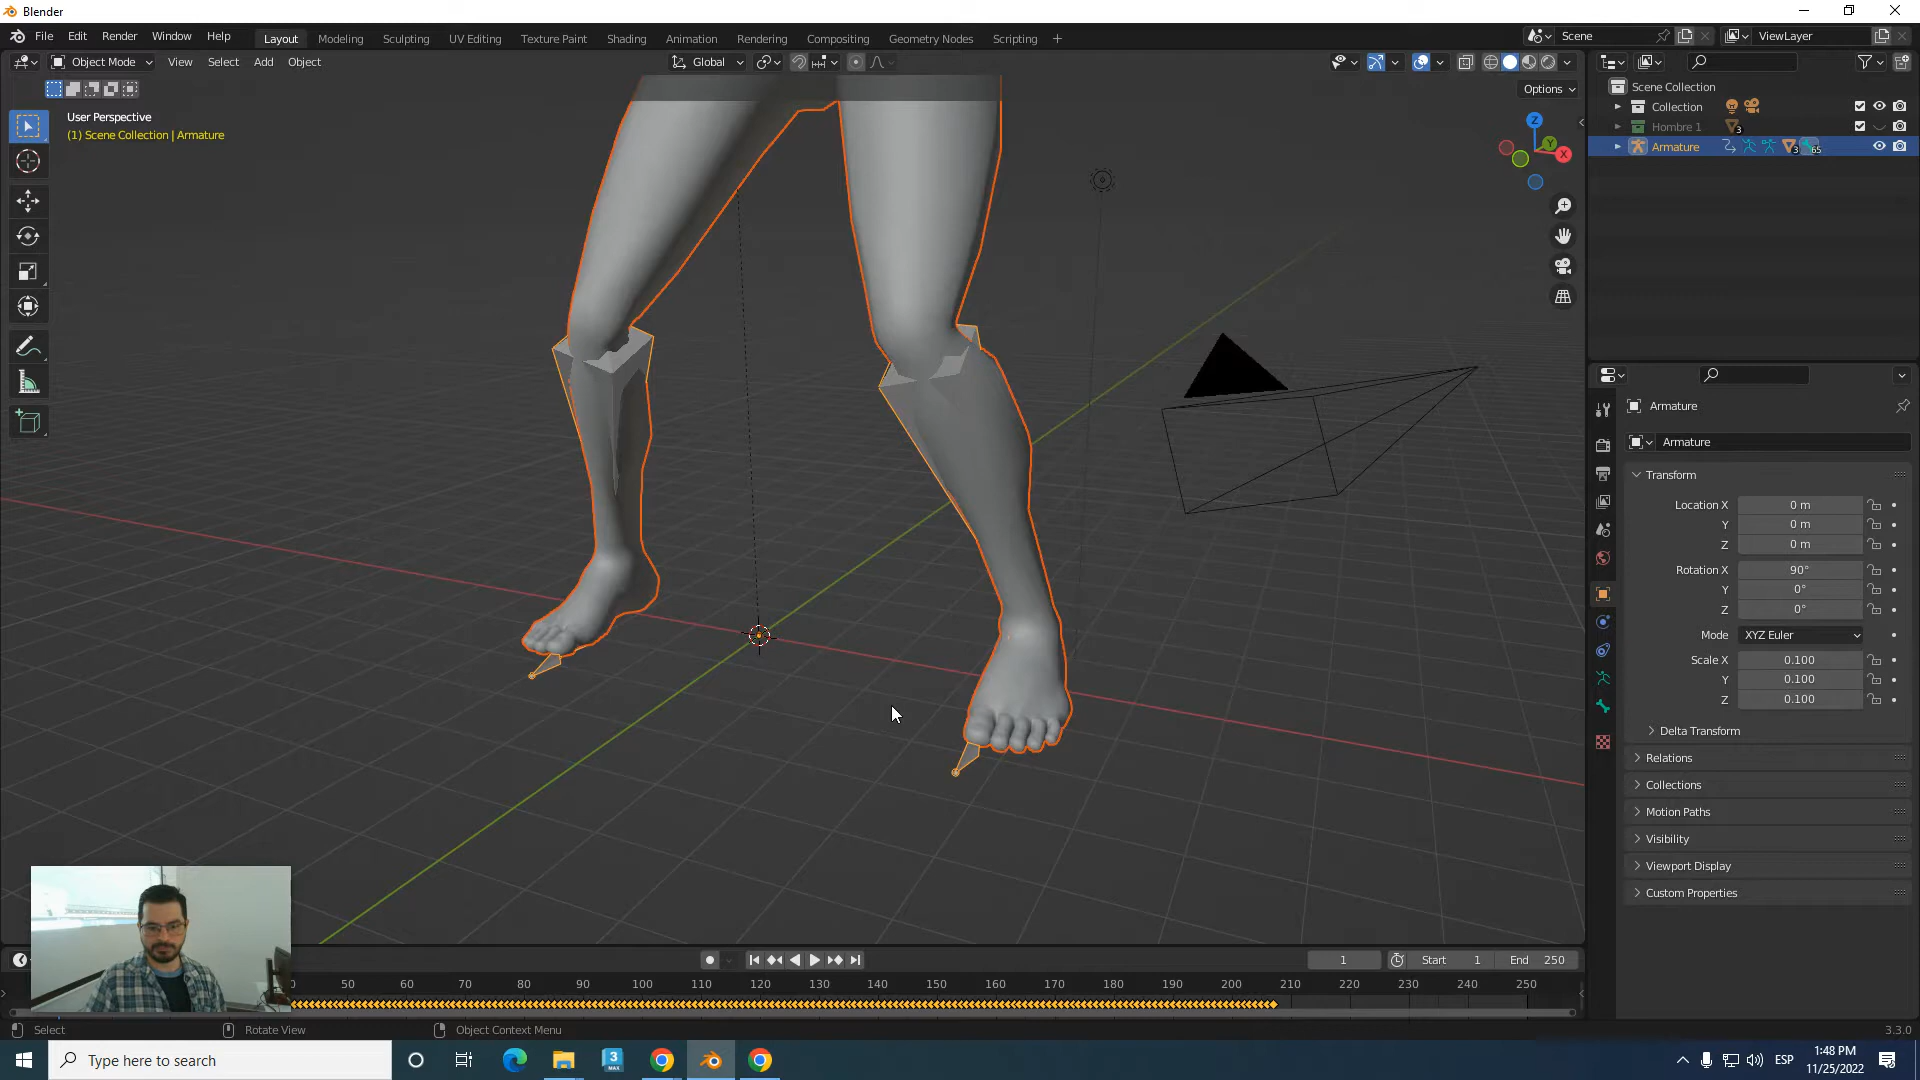 Blender
File Edit Render Window Help Layout Modeling Sculpting UV Editing Texture Paint Shading Animation Rendering Compositing Geometry Nodes Scripting + Scene ViewLayer
Object Mode View Select Add Object Global
Options
User Perspective
(1) Scene Collection | Armature
Z
Y
X
Scene Collection
Collection
Hombre 1 3
Armature 3 65
Armature
Armature
Transform
Location X 0 m
Y 0 m
Z 0 m
Rotation X 90°
Y 0°
Z 0°
Mode XYZ Euler
Scale X 0.100
Y 0.100
Z 0.100
Delta Transform
Relations
Collections
Motion Paths
Visibility
Viewport Display
Custom Properties
1 Start 1 End 250
50 60 70 80 90 100 110 120 130 140 150 160 170 180 190 200 210 220 230 240 250
Select Rotate View Object Context Menu 3.3.0
Type here to search
3
MAX
ESP
1:48 PM
11/25/2022